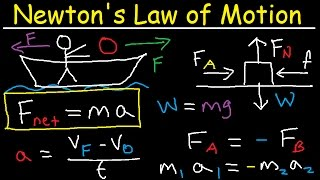 Newton's Law of Motion
F F
F_A F_N f
W
W = mg
F_net = ma
a = (V_F - V_0)/t
F_A = - F_B
m_1 a_1 = -m_2 a_2